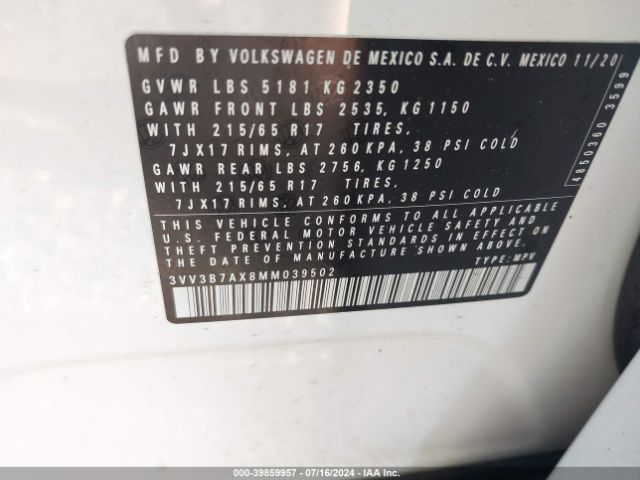 MFD BY VOLKSWAGEN DE MEXICO S.A. DE C.V. MEXICO 11/20
GVWR LBS 5181 KG 2350
GAWR FRONT LBS 2535, KG 1150
WITH 215/65 R17 TIRES,
7JX17 RIMS, AT 260 KPA, 38 PSI COLD
GAWR REAR LBS 2756, KG 1250
WITH 215/65 R17 TIRES,
7JX17 RIMS, AT 260 KPA, 38 PSI COLD
THIS VEHICLE CONFORMS TO ALL APPLICABLE
U.S. FEDERAL MOTOR VEHICLE SAFETY AND
THEFT PREVENTION STANDARDS IN EFFECT ON
THE DATE OF MANUFACTURE SHOWN ABOVE.
3VV3B7AX8MM039502 TYPE: MPV
4850360 3599
000-39859957 - 07/16/2024 - IAA Inc.